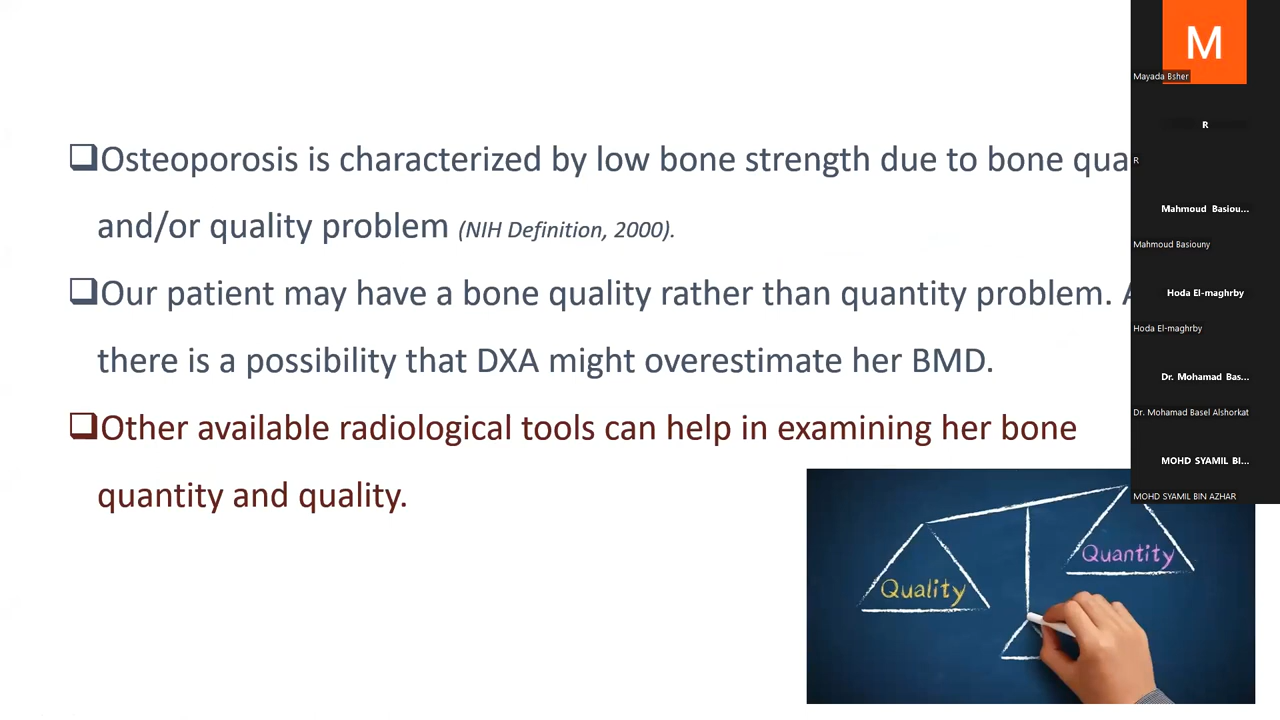 ❑Osteoporosis is characterized by low bone strength due to bone qua
and/or quality problem (NIH Definition, 2000).
❑Our patient may have a bone quality rather than quantity problem.
there is a possibility that DXA might overestimate her BMD.
❑Other available radiological tools can help in examining her bone
quantity and quality.
Quality
Quantity
M
Mayada Bsher
R
R
Mahmoud Basiou...
Mahmoud Basiouny
Hoda El-maghrby
Hoda El-maghrby
Dr. Mohamad Bas...
Dr. Mohamad Basel Alshorkat
MOHD SYAMIL BI...
MOHD SYAMIL BIN AZHAR